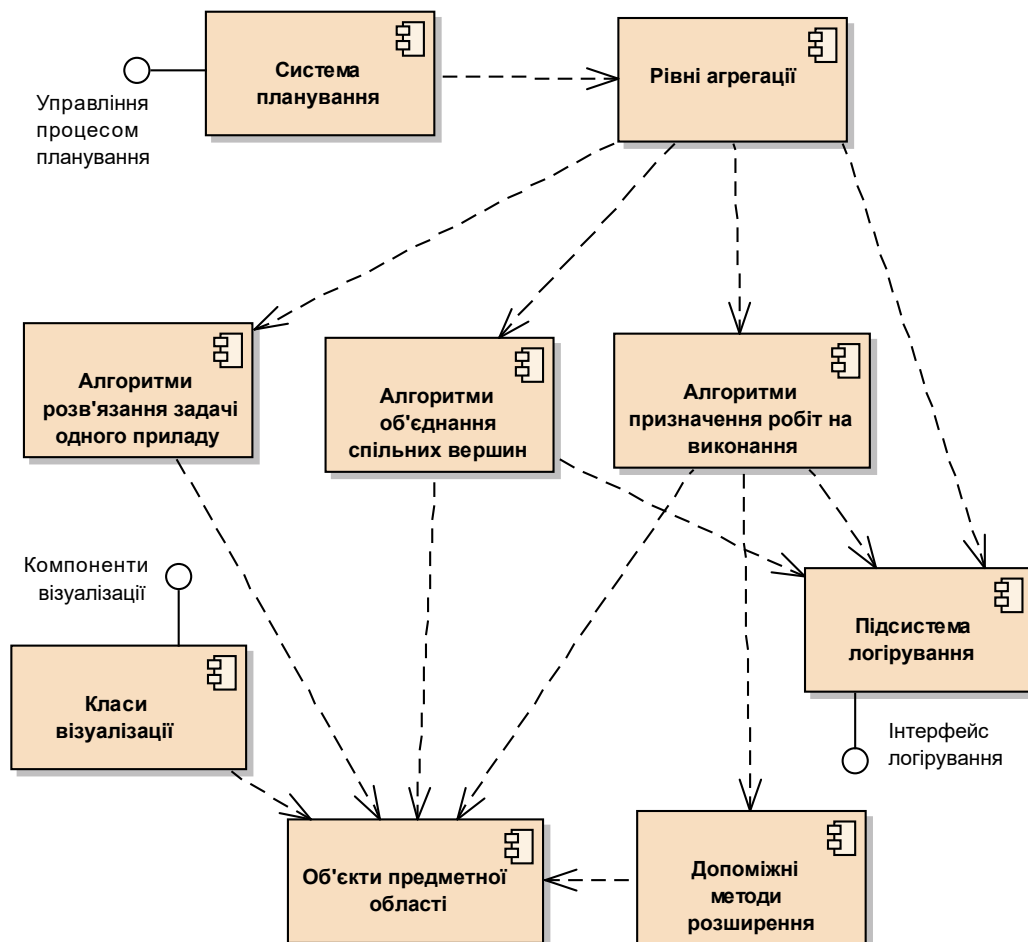 Система
планування
Рівні агрегації
Управління
процесом
планування
Алгоритми
розв'язання задачі
одного приладу
Алгоритми
об'єднання
спільних вершин
Алгоритми
призначення робіт на
виконання
Компоненти
візуалізації
Класи
візуалізації
Підсистема
логірування
Інтерфейс
логірування
Об'єкти предметної
області
Допоміжні
методи
розширення